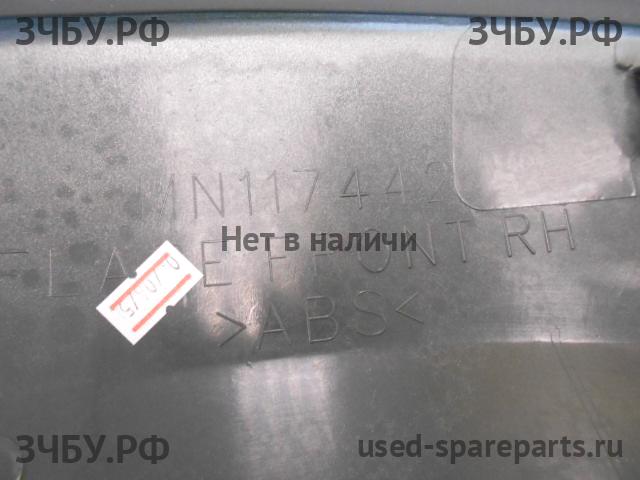 ЗЧБУ.РФ ЗЧБУ.РФ
MN117442
Нет в наличи
FLARE FRONT RH
>ABS<
ЗЧБУ.РФ used-spareparts.ru